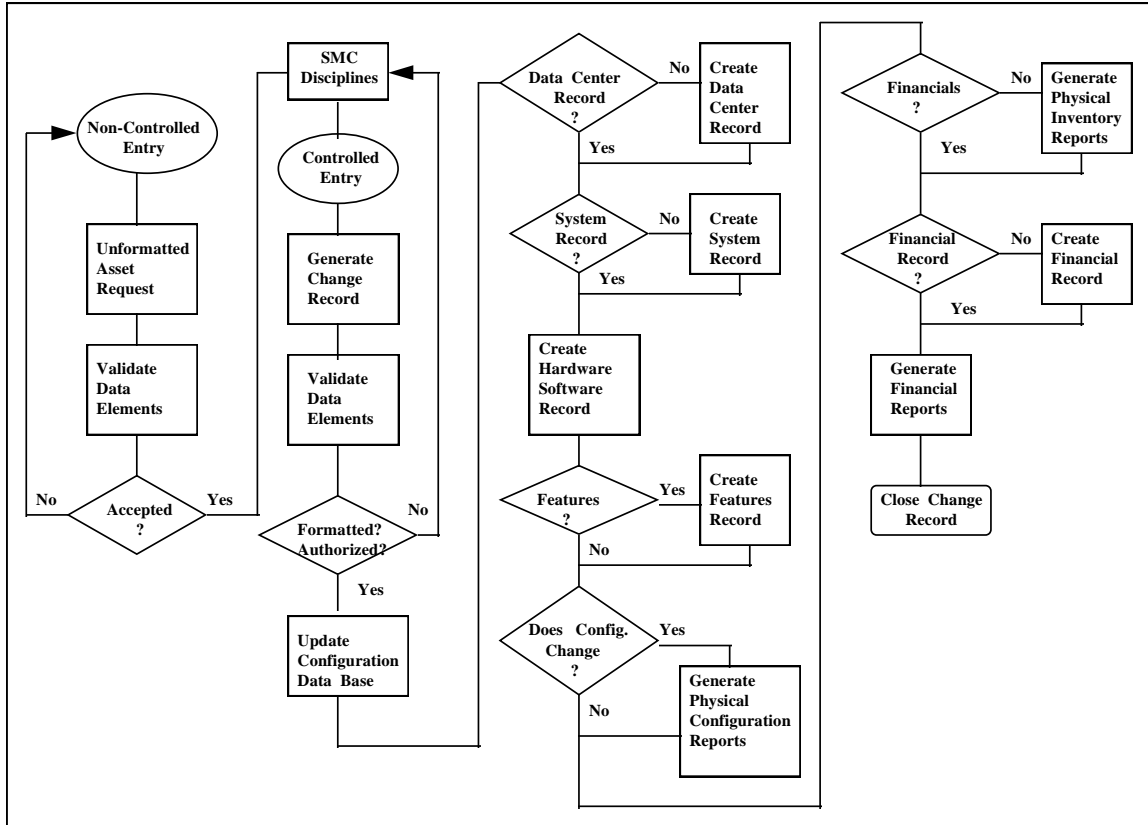 Non-Controlled
Entry
Unformatted
Asset
Request
Validate
Data
Elements
No
Yes
Accepted
?
SMC
Disciplines
Controlled
Entry
Generate
Change
Record
Validate
Data
Elements
No
Formatted?
Authorized?
Yes
Update
Configuration
Data Base
Data Center
Record
?
No
Create
Data
Center
Record
Yes
System
Record
?
No
Create
System
Record
Yes
Create
Hardware
Software
Record
Features
?
Yes
Create
Features
Record
No
Does Config.
Change
?
Yes
Generate
Physical
Configuration
Reports
No
Financials
?
No
Generate
Physical
Inventory
Reports
Yes
Financial
Record
?
No
Create
Financial
Record
Yes
Generate
Financial
Reports
Close Change
Record